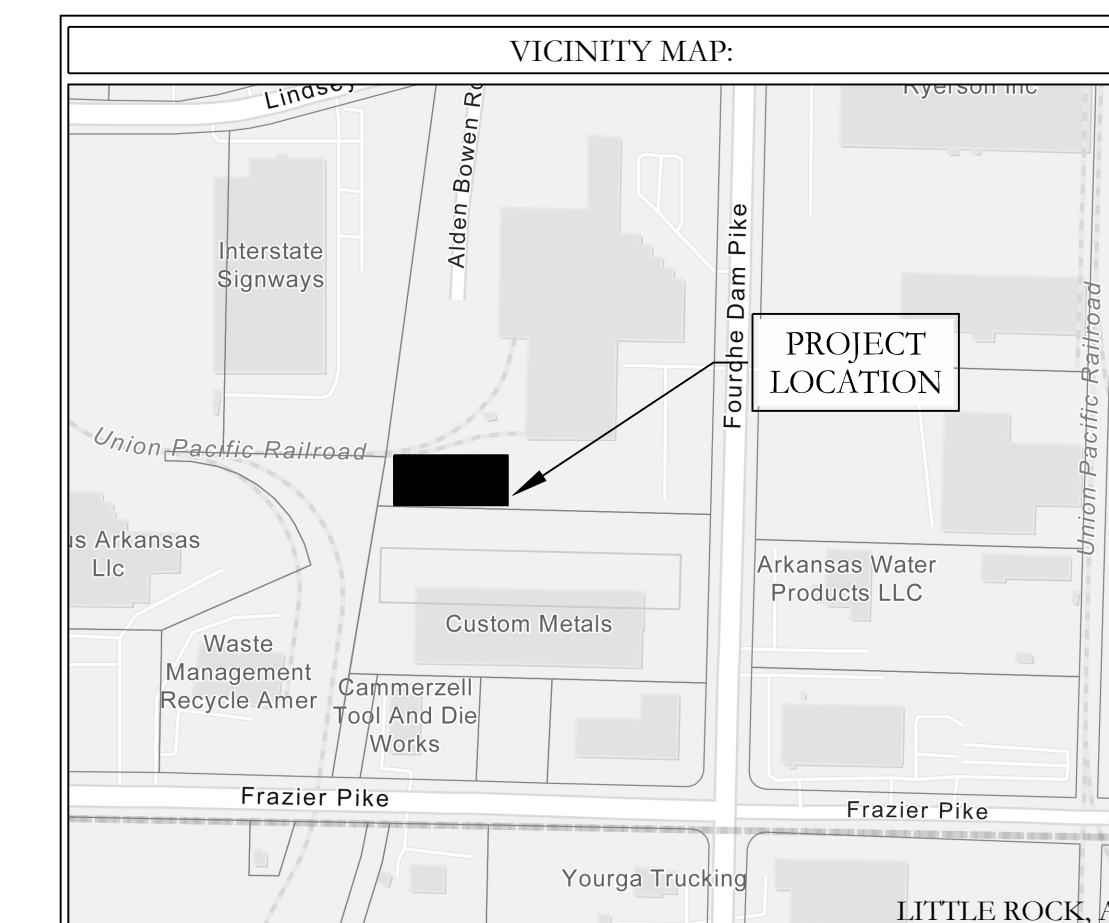 VICINITY MAP:
Lindsey
Ryerson Inc
Alden Bowen
Interstate
Signways
Fourche Dam Pike
PROJECT
LOCATION
Union Pacific Railroad
Union Pacific Railroad
us Arkansas
Llc
Arkansas Water
Products LLC
Custom Metals
Waste
Management
Recycle Amer
Cammerzell
Tool And Die
Works
Frazier Pike
Frazier Pike
Yourga Trucking
LITTLE ROCK,